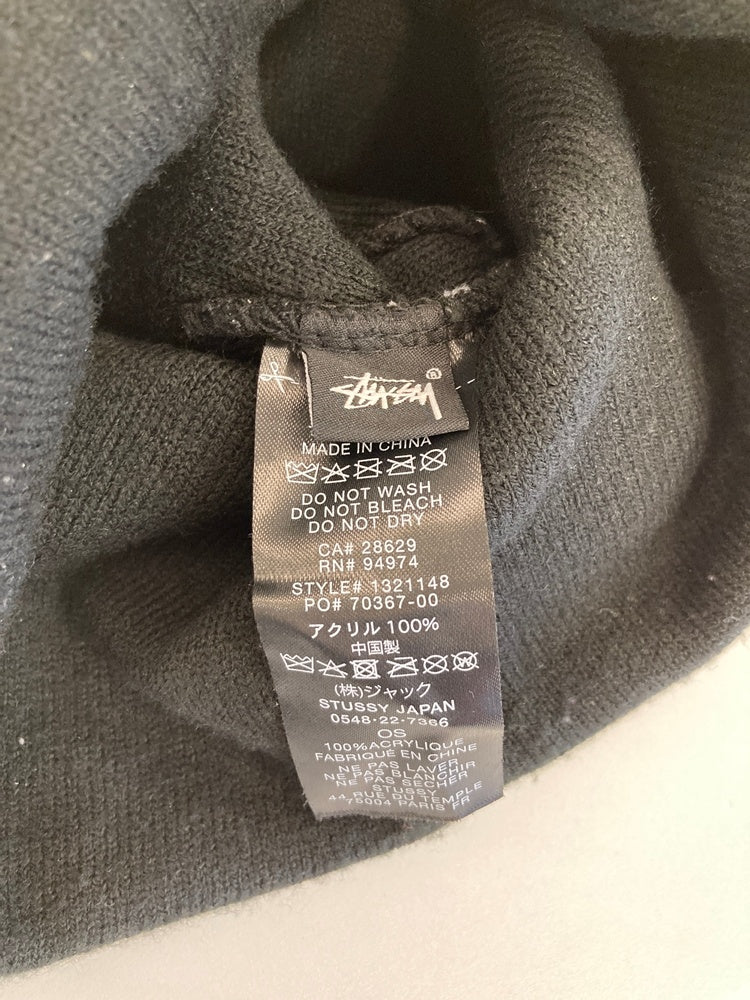 STÜSSY ®
MADE IN CHINA
DO NOT WASH
DO NOT BLEACH
DO NOT DRY
CA# 28629
RN# 94974
STYLE# 1321148
PO# 70367-00
アクリル 100%
中国製
(株)ジャック
STUSSY JAPAN
0548-22-7366
OS
100% ACRYLIQUE
FABRIQUÉ EN CHINE
NE PAS LAVER
NE PAS BLANCHIR
NE PAS SÉCHER
STUSSY
44 RUE DU TEMPLE
75004 PARIS FR